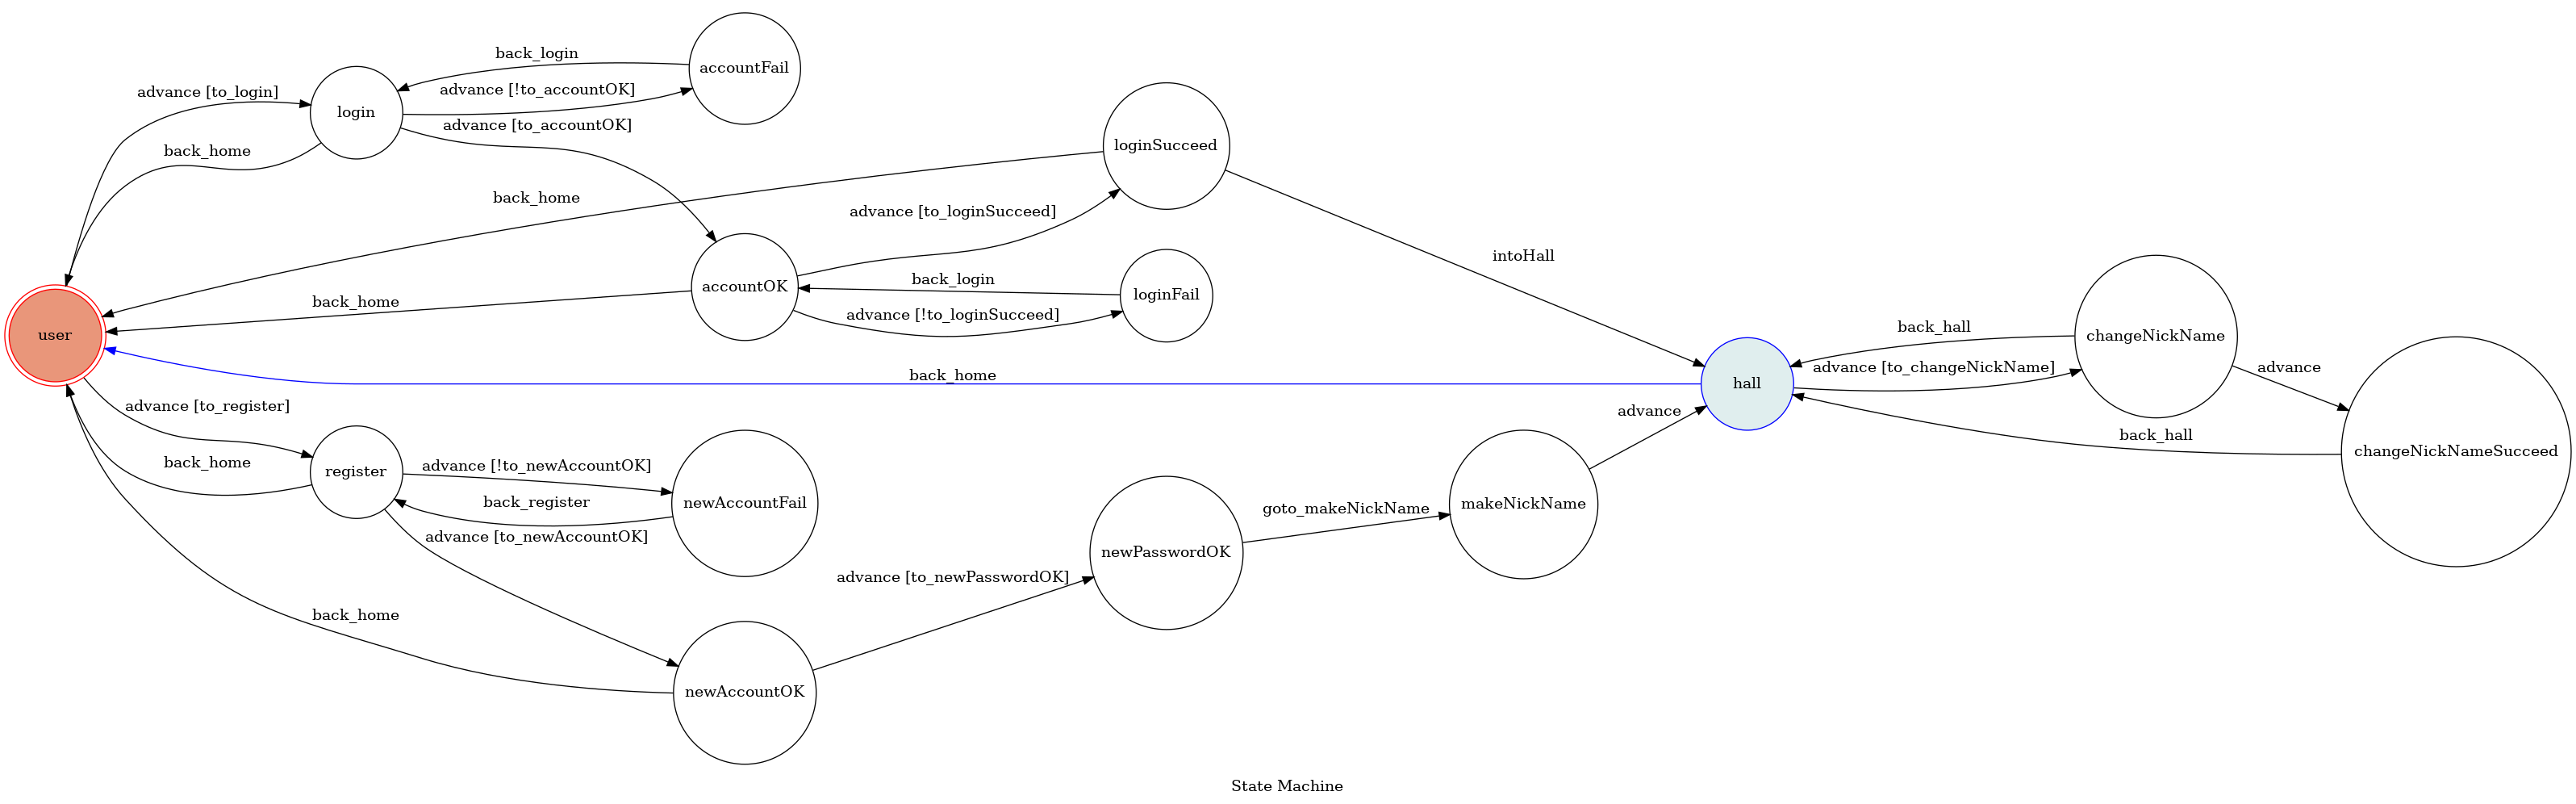 accountFail
back_login
advance [to_login]
advance [!to_accountOK]
login
advance [to_accountOK]
loginSucceed
back_home
back_home
advance [to_loginSucceed]
intoHall
back_login
accountOK
loginFail
back_home
advance [!to_loginSucceed]
user
back_hall
changeNickName
advance [to_changeNickName]
advance
back_home
hall
advance [to_register]
advance
back_hall
changeNickNameSucceed
back_home
advance [!to_newAccountOK]
register
back_register
newAccountFail
goto_makeNickName
makeNickName
advance [to_newAccountOK]
newPasswordOK
advance [to_newPasswordOK]
back_home
newAccountOK
State Machine